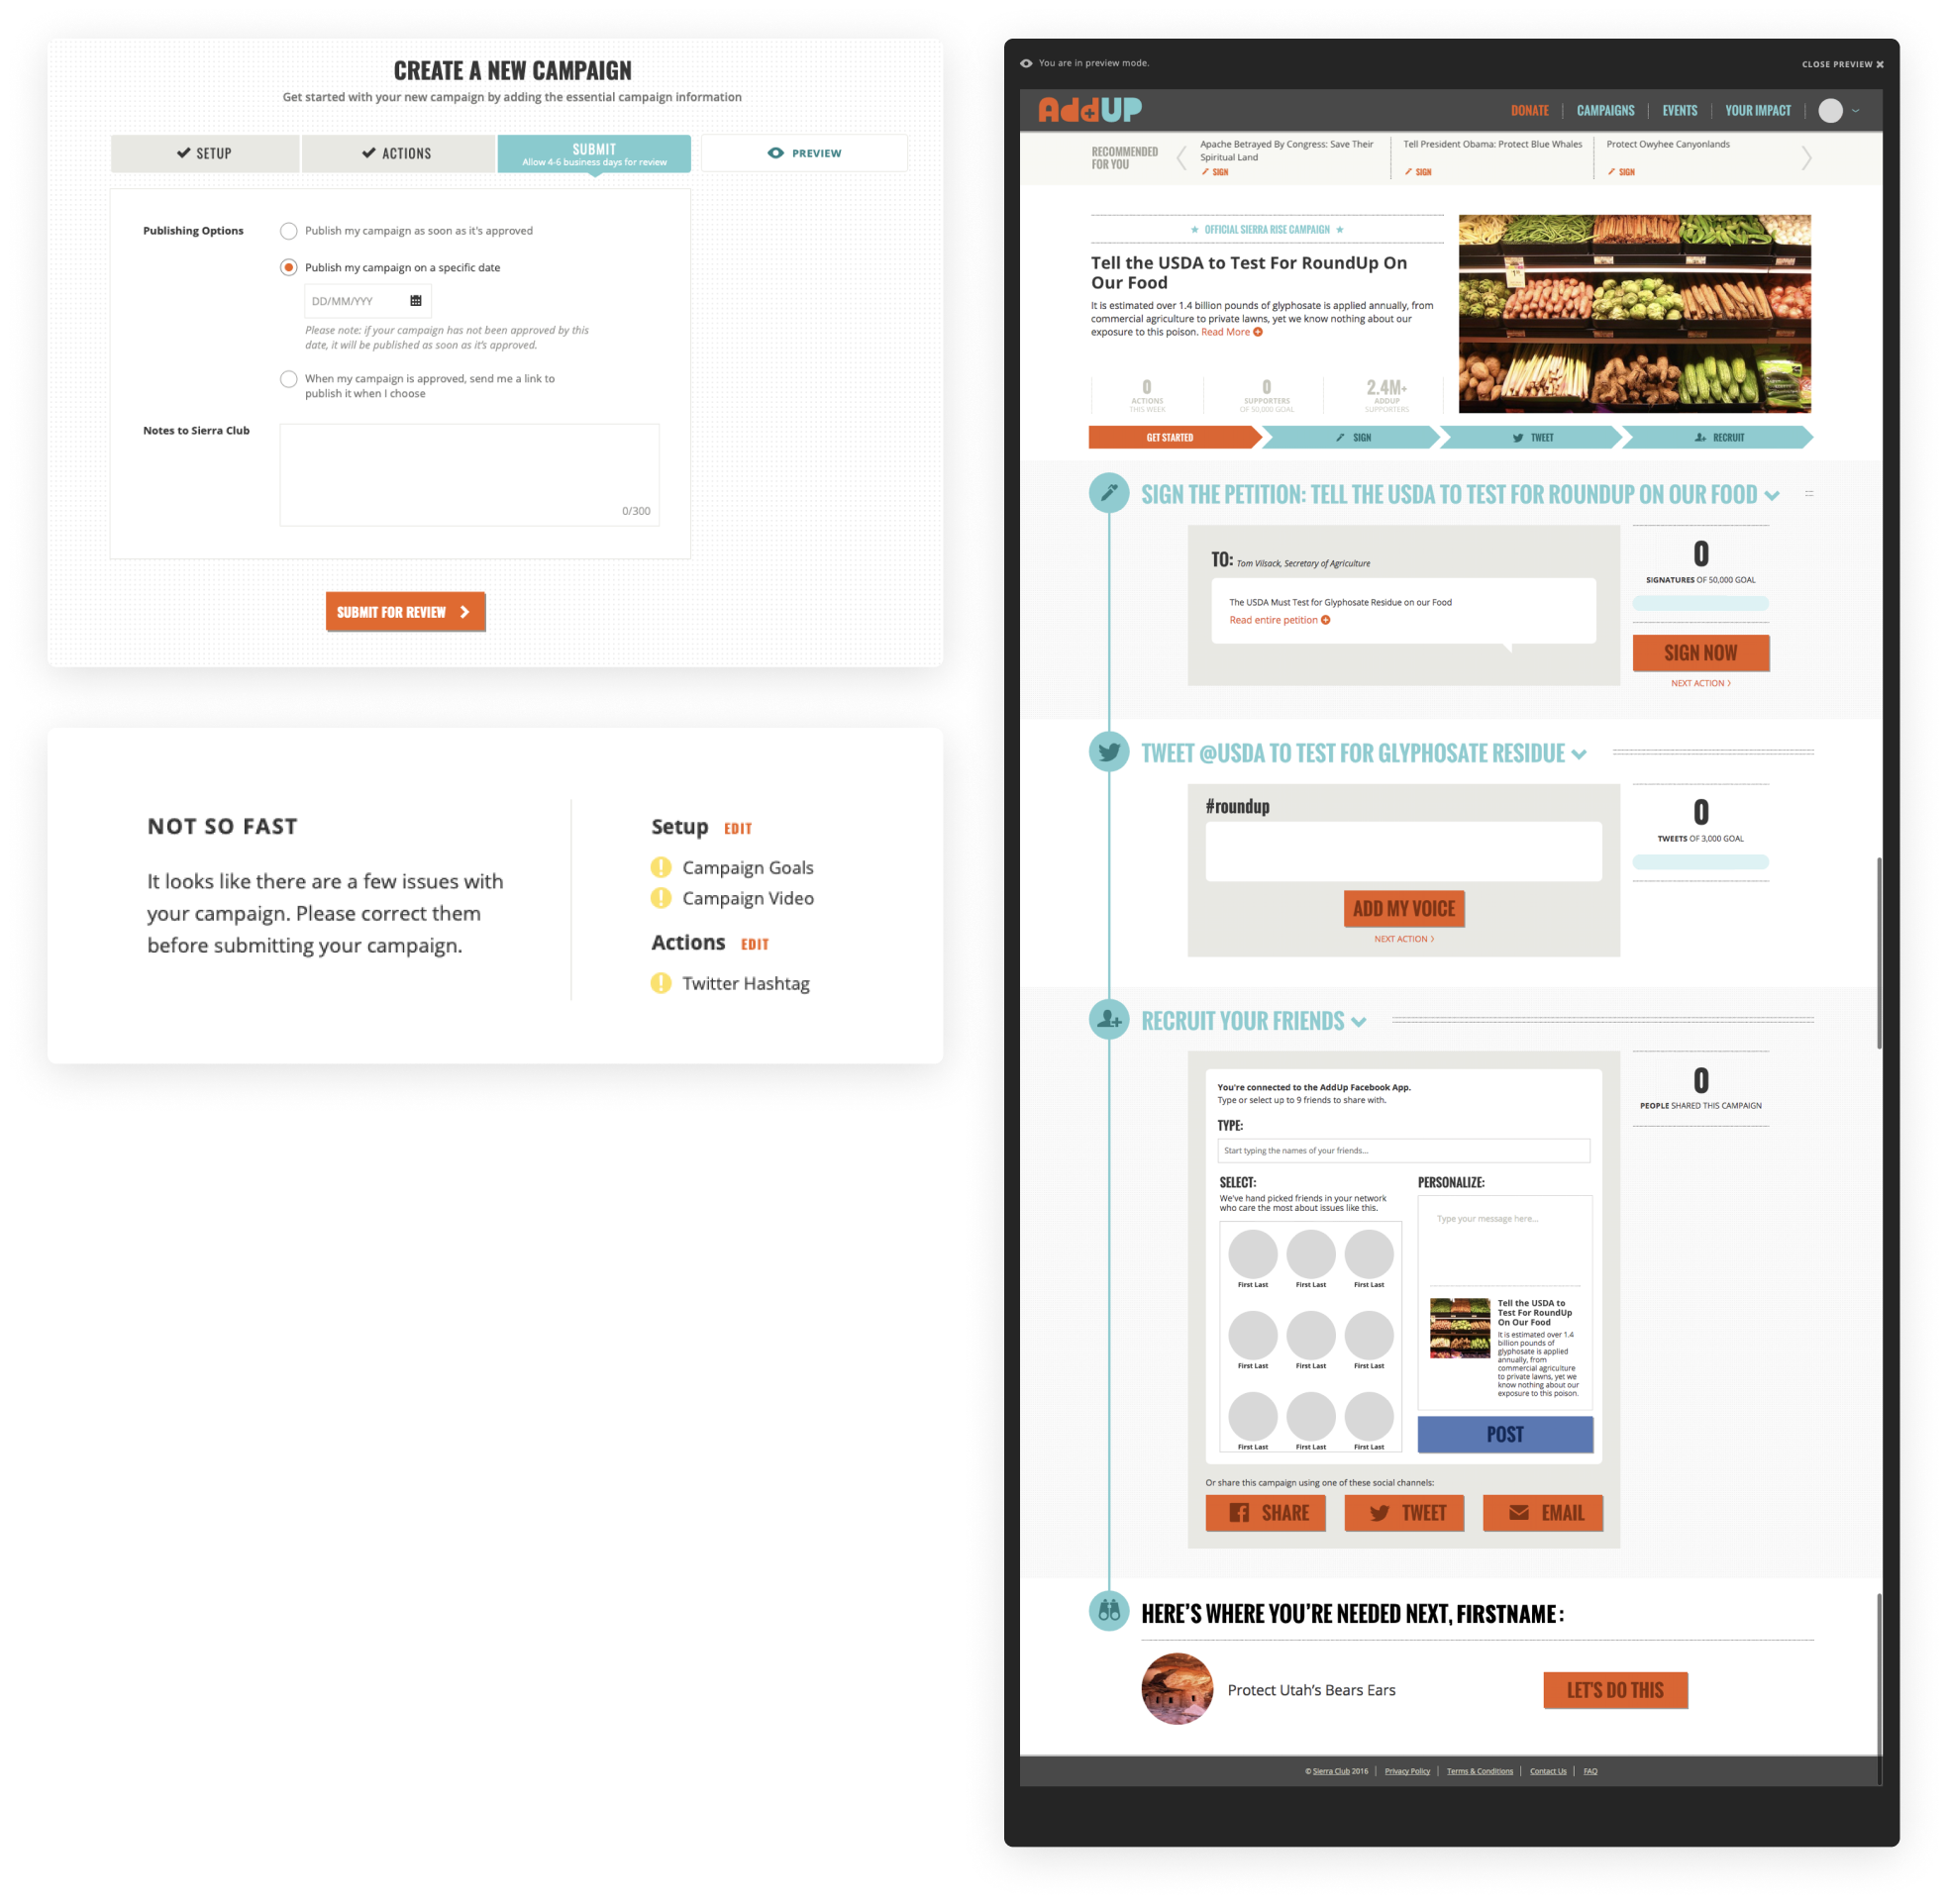 CREATE A NEW CAMPAIGN
Get started with your new campaign by adding the essential campaign information
SETUP
ACTIONS
SUBMIT
Allow 4-6 business days for review
PREVIEW
Publishing Options
Publish my campaign as soon as it's approved
Publish my campaign on a specific date
DD/MM/YYY
Please note: if your campaign has not been approved by this
date, it will be published as soon as it's approved.
When my campaign is approved, send me a link to
publish it when I choose
Notes to Sierra Club
0/300
SUBMIT FOR REVIEW
NOT SO FAST
It looks like there are a few issues with
your campaign. Please correct them
before submitting your campaign.
Setup EDIT
Campaign Goals
Campaign Video
Actions EDIT
Twitter Hashtag
You are in preview mode.
CLOSE PREVIEW
AddUP
DONATE
CAMPAIGNS
EVENTS
YOUR IMPACT
RECOMMENDED
FOR YOU
Apache Betrayed By Congress: Save Their
Spiritual Land
SIGN
Tell President Obama: Protect Blue Whales
SIGN
Protect Owyhee Canyonlands
SIGN
OFFICIAL SIERRA RISE CAMPAIGN
Tell the USDA to Test For RoundUp On
Our Food
It is estimated over 1.4 billion pounds of glyphosate is applied annually, from
commercial agriculture to private lawns, yet we know nothing about our
exposure to this poison. Read More
0
ACTIONS
THIS WEEK
0
SUPPORTERS
OF 50,000 GOAL
2.4M+
ADDUP
SUPPORTERS
GET STARTED
SIGN
TWEET
RECRUIT
SIGN THE PETITION: TELL THE USDA TO TEST FOR ROUNDUP ON OUR FOOD
TO: Tom Vilsack, Secretary of Agriculture
The USDA Must Test for Glyphosate Residue on our Food
Read entire petition
0
SIGNATURES OF 50,000 GOAL
SIGN NOW
NEXT ACTION
TWEET @USDA TO TEST FOR GLYPHOSATE RESIDUE
#roundup
ADD MY VOICE
NEXT ACTION
0
TWEETS OF 3,000 GOAL
RECRUIT YOUR FRIENDS
You're connected to the AddUp Facebook App.
Type or select up to 9 friends to share with.
TYPE:
Start typing the names of your friends...
SELECT:
We've hand picked friends in your network
who care the most about issues like this.
First Last First Last First Last
First Last First Last First Last
First Last First Last First Last
PERSONALIZE:
Type your message here...
Tell the USDA to
Test For RoundUp
On Our Food
It is estimated over 1.4
billion pounds of
glyphosate is applied
annually, from
commercial agriculture
to private lawns, yet we
know nothing about our
exposure to this poison.
POST
0
PEOPLE SHARED THIS CAMPAIGN
Or share this campaign using one of these social channels:
SHARE
TWEET
EMAIL
HERE'S WHERE YOU'RE NEEDED NEXT, FIRSTNAME:
Protect Utah's Bears Ears
LET'S DO THIS
© Sierra Club 2016
Privacy Policy
Terms & Conditions
Contact Us
FAQ